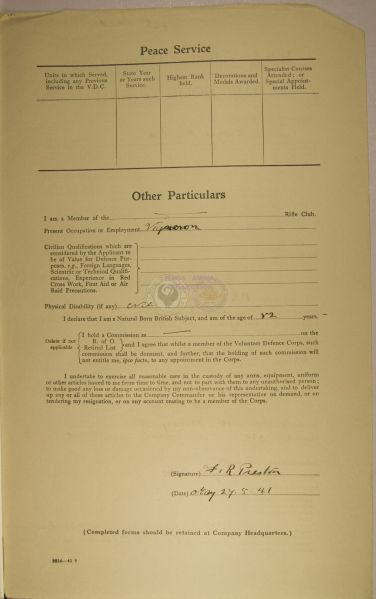 Peace Service
Units in which Served, including any Previous Service in the V.D.C.
State Year or Years such Service.
Highest Rank held.
Decorations and Medals Awarded.
Specialist Courses Attended; or Special Appointments Held.
Other Particulars
I am a Member of the Rifle Club.
Present Occupation or Employment Vigneron
Civilian Qualifications which are
considered by the Applicant to
be of Value for Defence Pur-
poses, e.g., Foreign Languages,
Scientific or Technical Qualifi-
cations, Experience in Red
Cross Work, First Aid or Air
Raid Precautions.
Physical Disability (if any)
I declare that I am a Natural Born British Subject, and am of the age of 52 years.
I hold a Commission as on the
Delete if not applicable
R. of O.
Retired List
and I agree that whilst a member of the Volunteer Defence Corps, such
commission shall be dormant, and further, that the holding of such commission will
not entitle me, ipso facto, to any appointment in the Corps.
I undertake to exercise all reasonable care in the custody of any arms, equipment, uniform
or other articles issued to me from time to time, and not to part with them to any unauthorised person;
to make good any loss or damage occasioned by my non-observance of this undertaking, and to deliver
up any or all of these articles to the Company Commander or his representative on demand, or on
tendering my resignation, or on any account ceasing to be a member of the Corps.
(Signature) R Preston
(Date) May 27. 5 41
(Completed forms should be retained at Company Headquarters.)